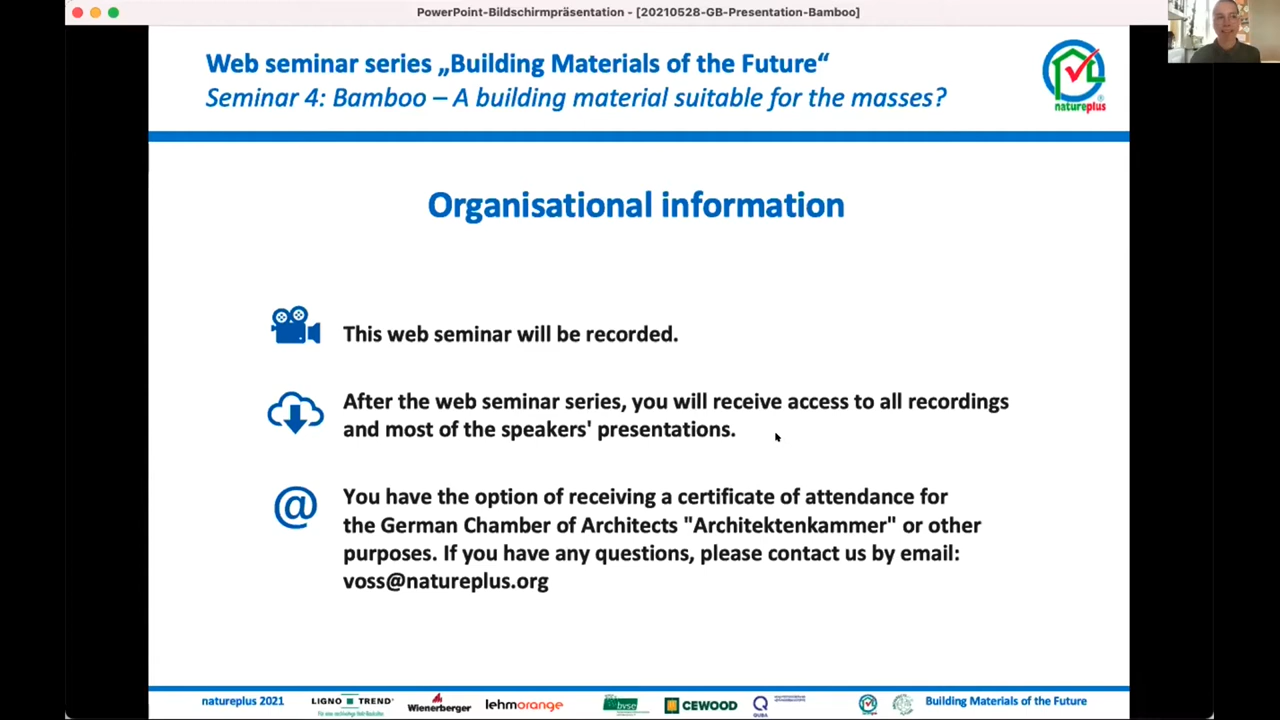 PowerPoint-Bildschirmpräsentation - [20210528-GB-Presentation-Bamboo]
Web seminar series „Building Materials of the Future“
Seminar 4: Bamboo – A building material suitable for the masses?
natureplus
Organisational information
This web seminar will be recorded.
After the web seminar series, you will receive access to all recordings
and most of the speakers' presentations.
@
You have the option of receiving a certificate of attendance for
the German Chamber of Architects "Architektenkammer" or other
purposes. If you have any questions, please contact us by email:
voss@natureplus.org
natureplus 2021
LIGNO TREND
Wienerberger
lehmorange
bvse
CEWOOD
QUBA
Building Materials of the Future